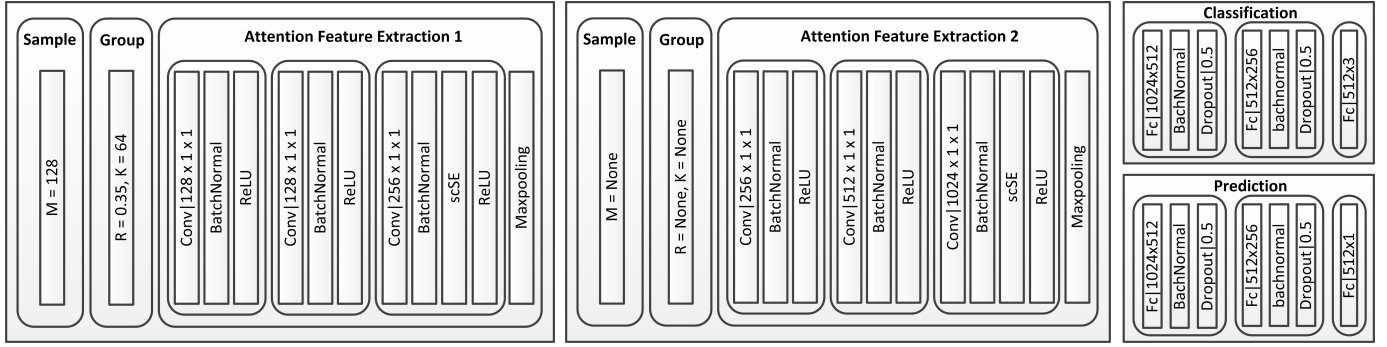 Sample
M = 128
Group
R = 0.35, K = 64
Attention Feature Extraction 1
Conv|128 x 1 x 1
BatchNormal
ReLU
Conv|128 x 1 x 1
BatchNormal
ReLU
Conv|256 x 1 x 1
BatchNormal
scSE
ReLU
Maxpooling
Sample
M = None
Group
R = None, K = None
Attention Feature Extraction 2
Conv|256 x 1 x 1
BatchNormal
ReLU
Conv|512 x 1 x 1
BatchNormal
ReLU
Conv|1024 x 1 x 1
BatchNormal
scSE
ReLU
Maxpooling
Classification
Fc|1024x512
BachNormal
Dropout|0.5
Fc|512x256
bachnormal
Dropout|0.5
Fc|512x3
Prediction
Fc|1024x512
BachNormal
Dropout|0.5
Fc|512x256
bachnormal
Dropout|0.5
Fc|512x1